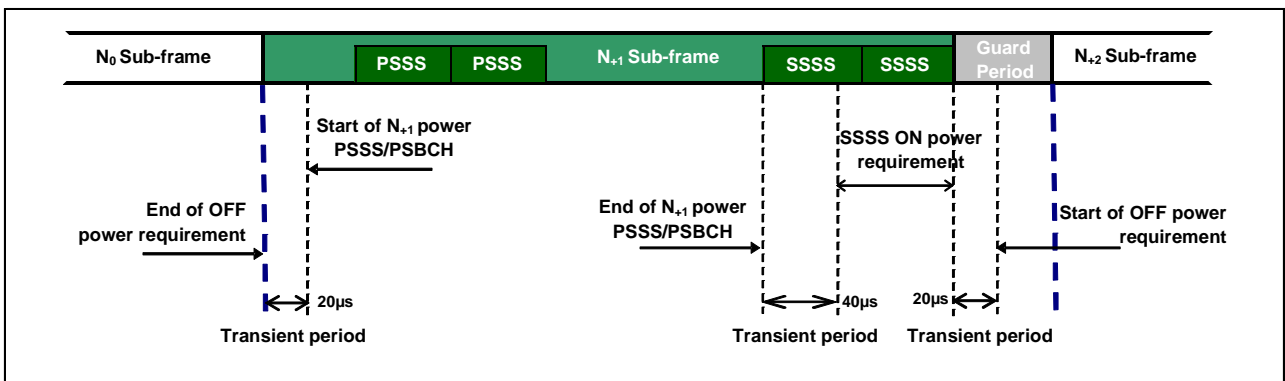 N₀ Sub-frame
PSSS
PSSS
N₊₁ Sub-frame
SSSS
SSSS
Guard
Period
N₊₂ Sub-frame
Start of N₊₁ power
PSSS/PSBCH
SSSS ON power
requirement
End of OFF
power requirement
End of N₊₁ power
PSSS/PSBCH
Start of OFF power
requirement
20µs
40µs
20µs
Transient period
Transient period
Transient period